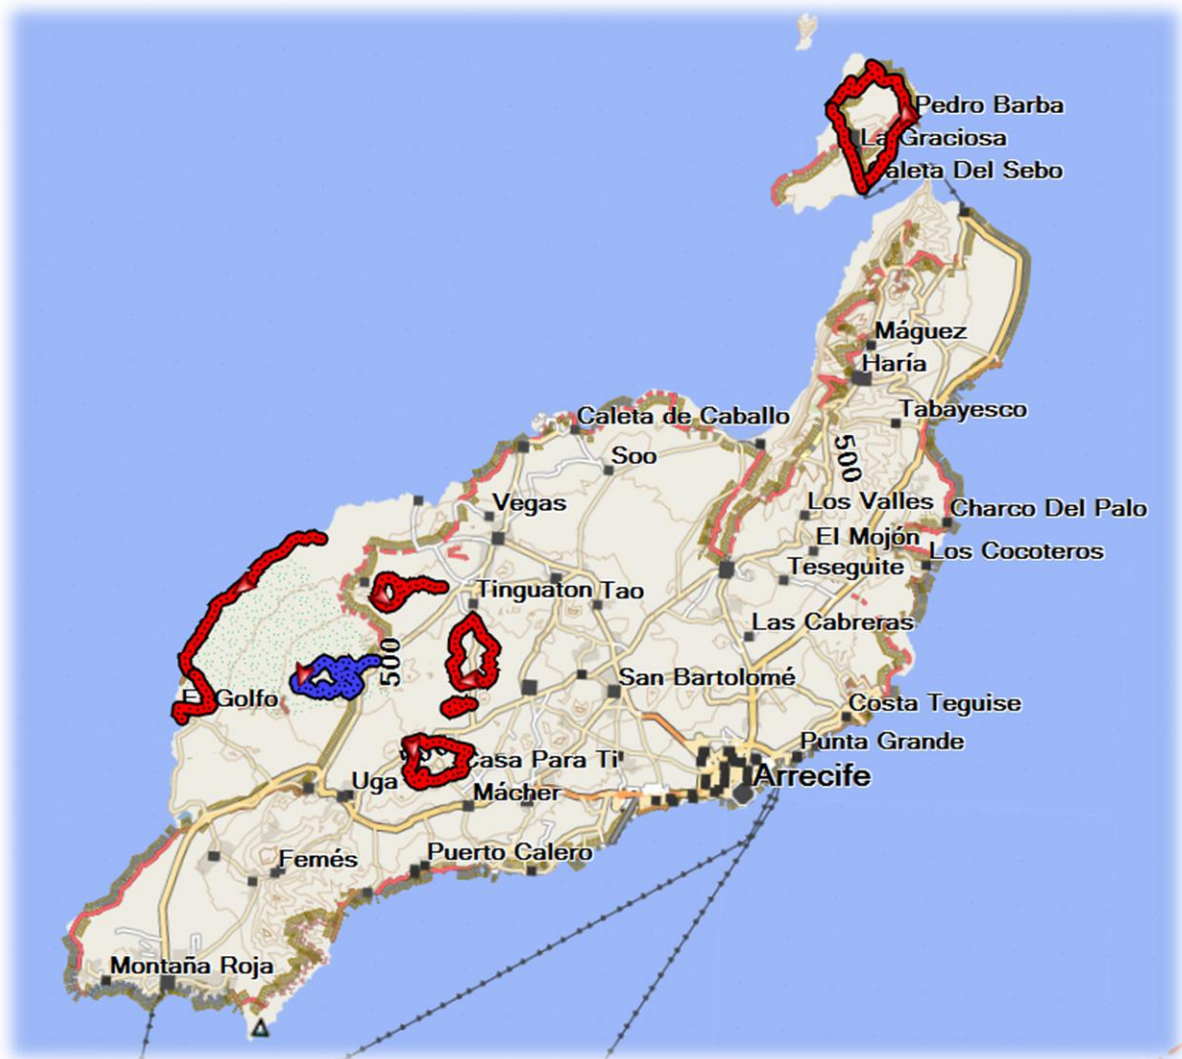 Pedro Barba
La Graciosa
Caleta Del Sebo
Máguez
Haría
Tabayesco
Caleta de Caballo
500
Soo
Vegas
Los Valles
Charco Del Palo
El Mojón
Los Cocoteros
Teseguite
Tinguaton
Tao
Las Cabreras
500
San Bartolomé
El Golfo
Costa Teguise
Punta Grande
Casa Para Ti'
Arrecife
Uga
Mácher
Puerto Calero
Femés
Montaña Roja